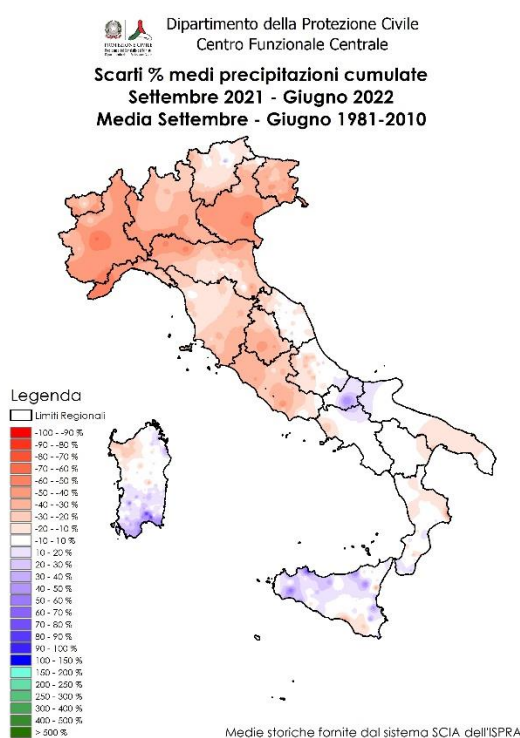 Dipartimento della Protezione Civile
Centro Funzionale Centrale
PROTEZIONE CIVILE
Scarti % medi precipitazioni cumulate
Settembre 2021 - Giugno 2022
Media Settembre - Giugno 1981-2010
Legenda
Limiti Regionali
-100 - -90 %
-90 - -80 %
-80 - -70 %
-70 - -60 %
-60 - -50 %
-50 - -40 %
-40 - -30 %
-30 - -20 %
-20 - -10 %
-10 - 10 %
10 - 20 %
20 - 30 %
30 - 40 %
40 - 50 %
50 - 60 %
60 - 70 %
70 - 80 %
80 - 90 %
90 - 100 %
100 - 150 %
150 - 200 %
200 - 250 %
250 - 300 %
300 - 400 %
400 - 500 %
> 500 %
Medie storiche fornite dal sistema SCIA dell'ISPRA